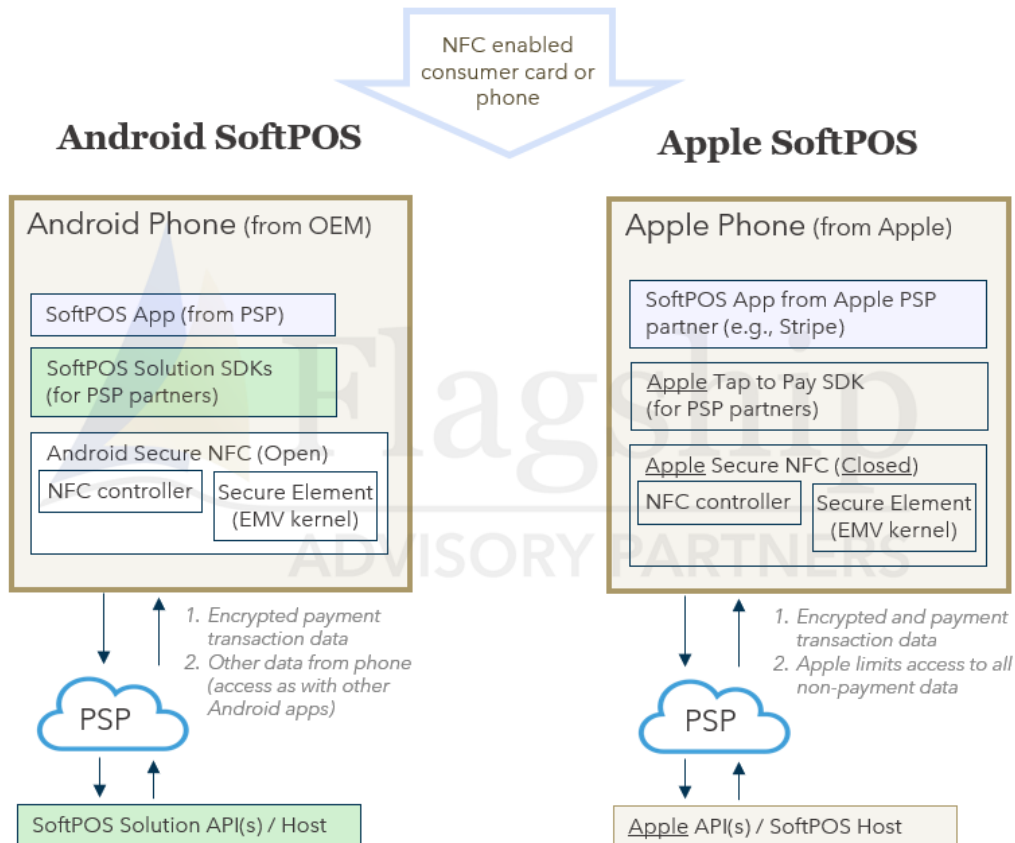 NFC enabled
consumer card or
phone
Android SoftPOS
Android Phone (from OEM)
SoftPOS App (from PSP)
SoftPOS Solution SDKs
(for PSP partners)
Android Secure NFC (Open)
NFC controller
Secure Element
(EMV kernel)
1. Encrypted payment
transaction data
2. Other data from phone
(access as with other
Android apps)
PSP
SoftPOS Solution API(s) / Host
Apple SoftPOS
Apple Phone (from Apple)
SoftPOS App from Apple PSP
partner (e.g., Stripe)
Apple Tap to Pay SDK
(for PSP partners)
Apple Secure NFC (Closed)
NFC controller
Secure Element
(EMV kernel)
1. Encrypted and payment
transaction data
2. Apple limits access to all
non-payment data
PSP
Apple API(s) / SoftPOS Host
Flagship
ADVISORY PARTNERS